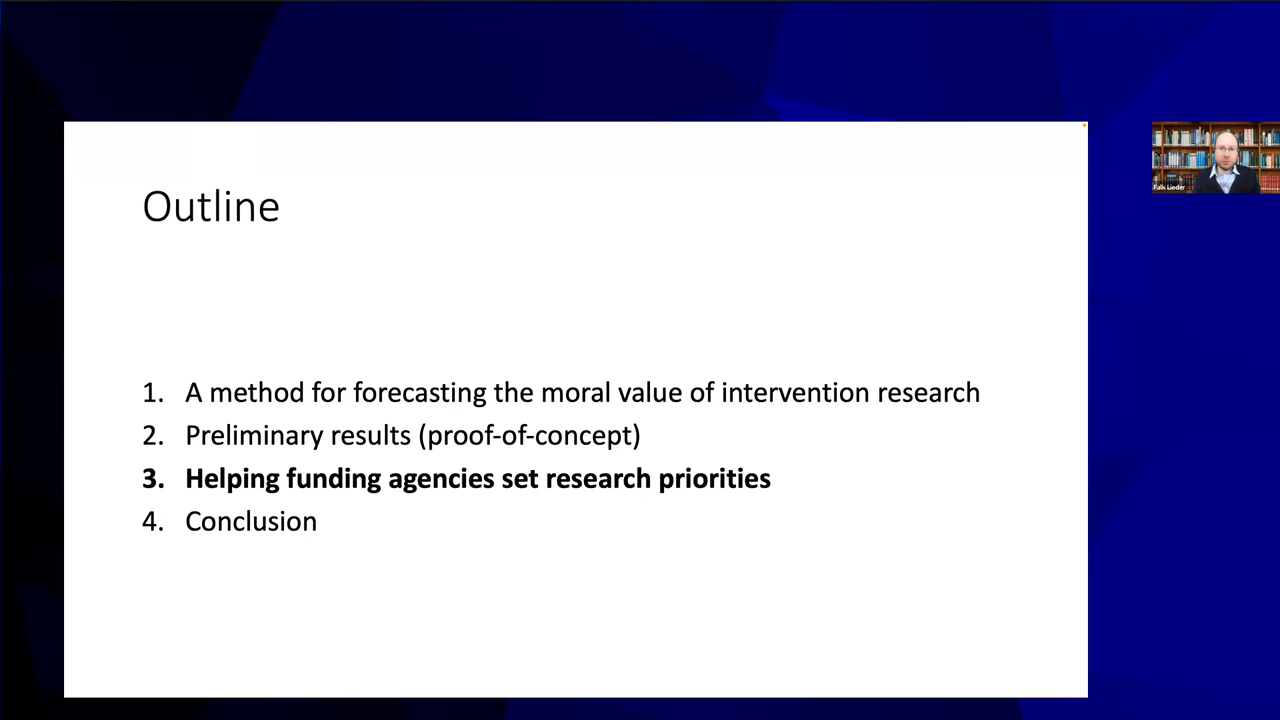 Outline
1. A method for forecasting the moral value of intervention research
2. Preliminary results (proof-of-concept)
3. Helping funding agencies set research priorities
4. Conclusion
Falk Lieder